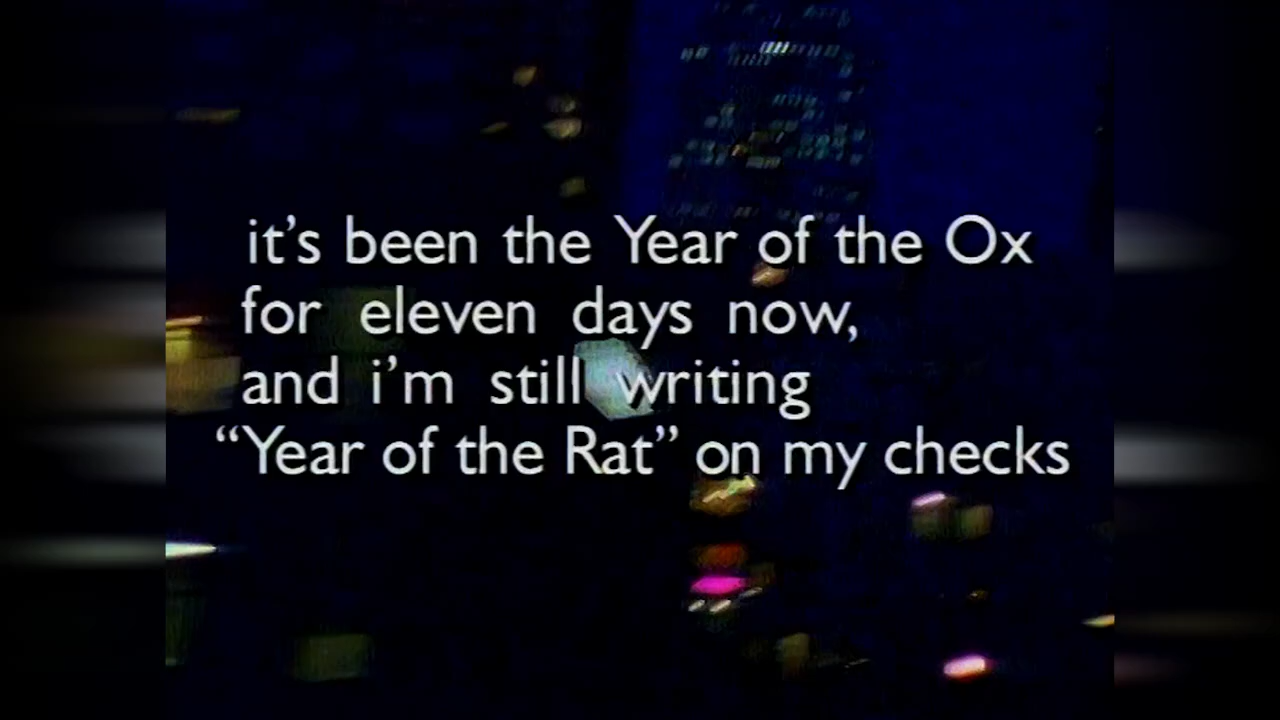 it’s been the Year of the Ox
for eleven days now,
and i’m still writing
“Year of the Rat” on my checks